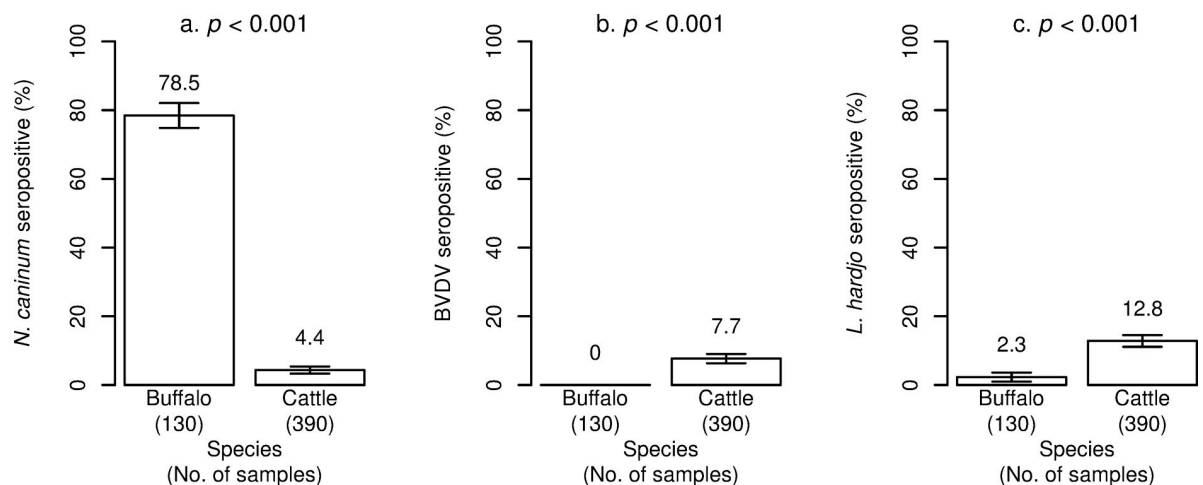 a. p < 0.001
N. caninum seropositive (%)
100
80
60
40
20
0
78.5
4.4
Buffalo
(130)
Cattle
(390)
Species
(No. of samples)
b. p < 0.001
BVDV seropositive (%)
100
80
60
40
20
0
0
7.7
Buffalo
(130)
Cattle
(390)
Species
(No. of samples)
c. p < 0.001
L. hardjo seropositive (%)
100
80
60
40
20
0
2.3
12.8
Buffalo
(130)
Cattle
(390)
Species
(No. of samples)